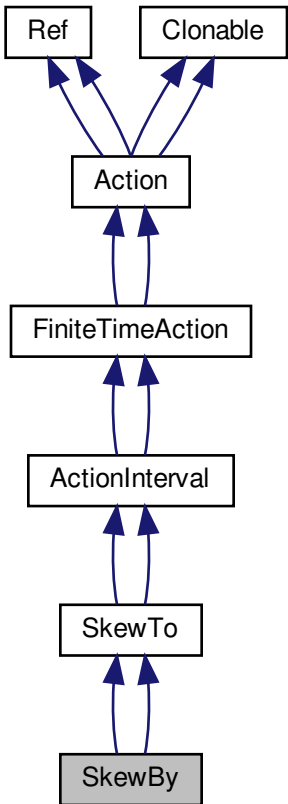 Ref
Clonable
Action
FiniteTimeAction
ActionInterval
SkewTo
SkewBy